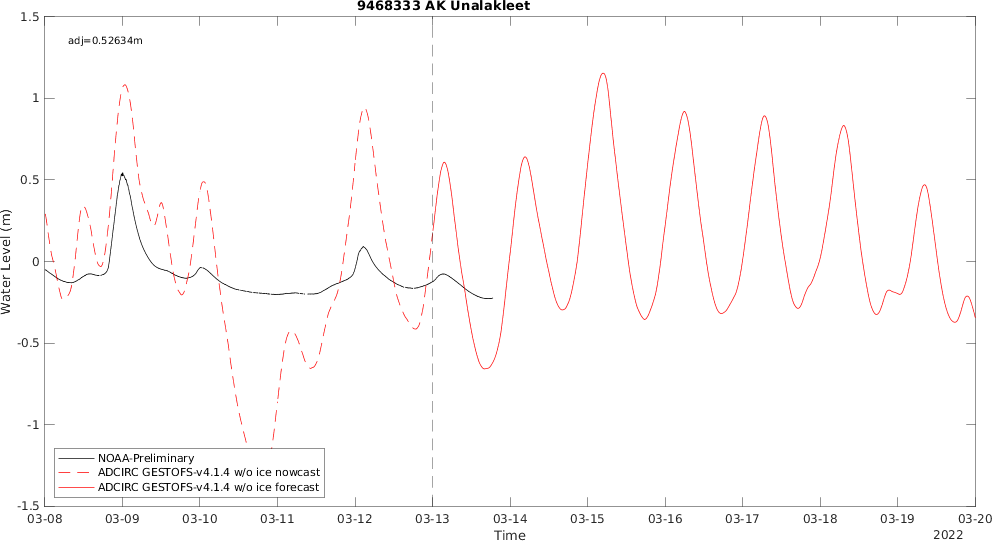 9468333 AK Unalakleet
adj=0.52634m
1.5
1
0.5
0
-0.5
-1
-1.5
Water Level (m)
NOAA-Preliminary
ADCIRC GESTOFS-v4.1.4 w/o ice nowcast
ADCIRC GESTOFS-v4.1.4 w/o ice forecast
03-08 03-09 03-10 03-11 03-12 03-13 03-14 03-15 03-16 03-17 03-18 03-19 03-20
Time
2022